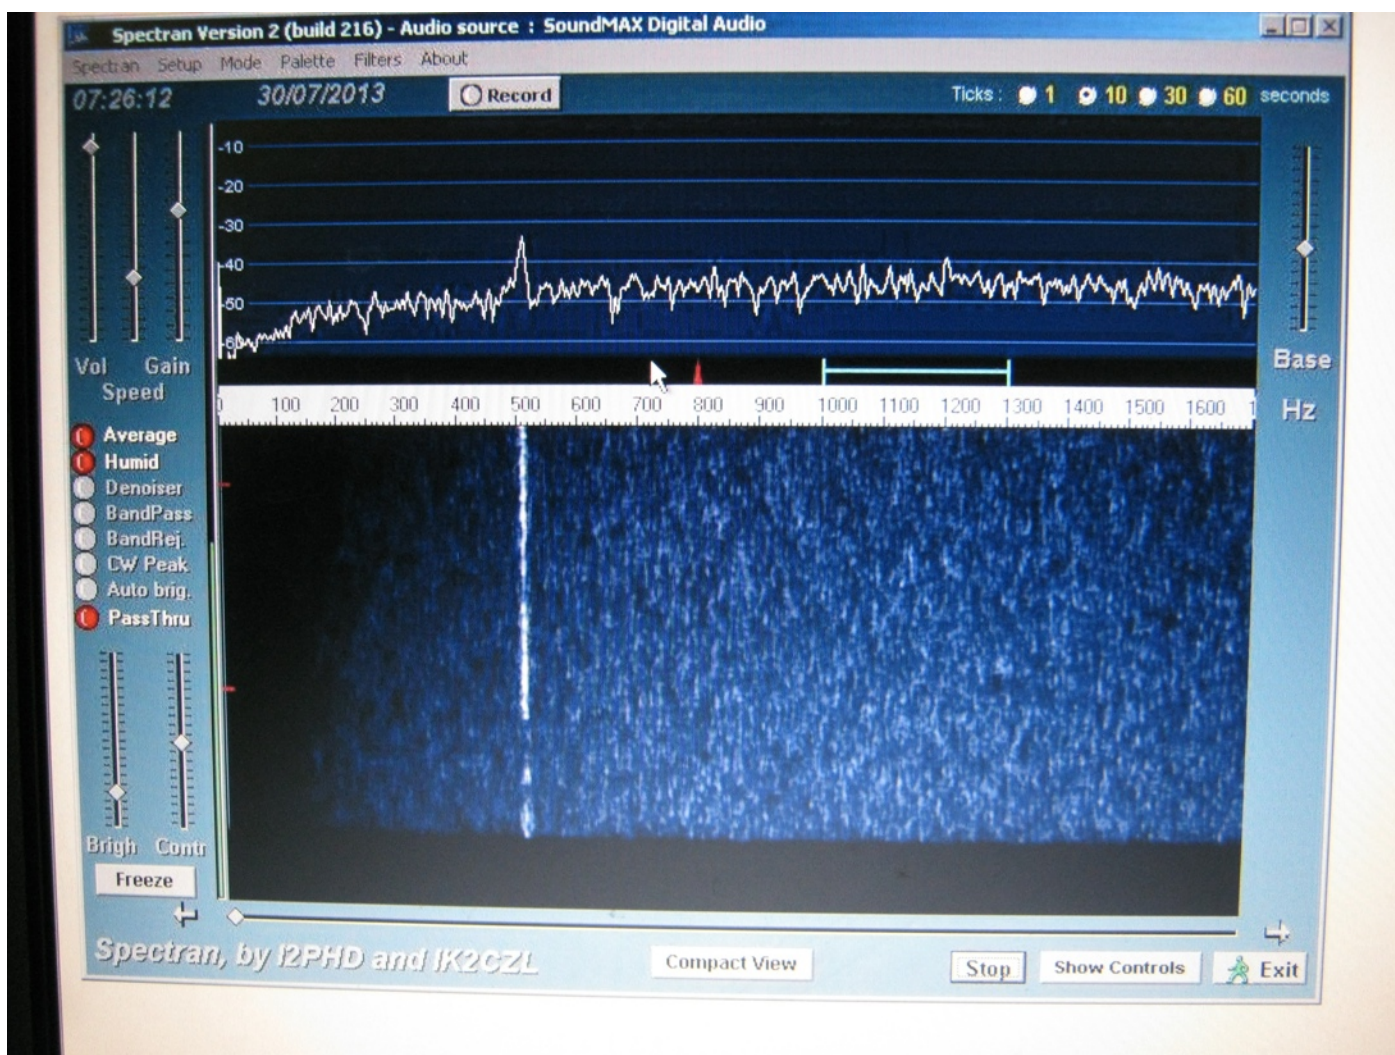 Spectran Version 2 (build 216) - Audio source : SoundMAX Digital Audio
Spectran Setup Mode Palette Filters About
07:26:12 30/07/2013 Record Ticks : 1 10 30 60 seconds
-10
-20
-30
-40
-50
-60
Vol Gain
Speed
Base
0 100 200 300 400 500 600 700 800 900 1000 1100 1200 1300 1400 1500 1600 1
Hz
Average
Humid
Denoiser
BandPass
BandRej.
CW Peak
Auto brig.
PassThru
Brigh Contr
Freeze
Spectran, by I2PHD and IK2CZL
Compact View Stop Show Controls Exit